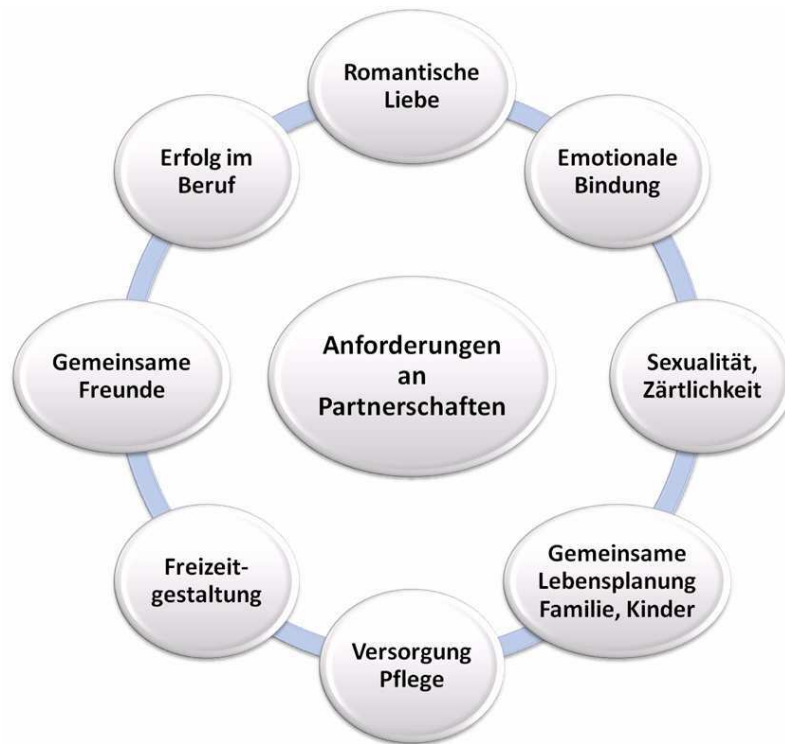 Romantische
Liebe
Emotionale
Bindung
Sexualität,
Zärtlichkeit
Gemeinsame
Lebensplanung
Familie, Kinder
Versorgung
Pflege
Freizeit-
gestaltung
Gemeinsame
Freunde
Erfolg im
Beruf
Anforderungen
an
Partnerschaften